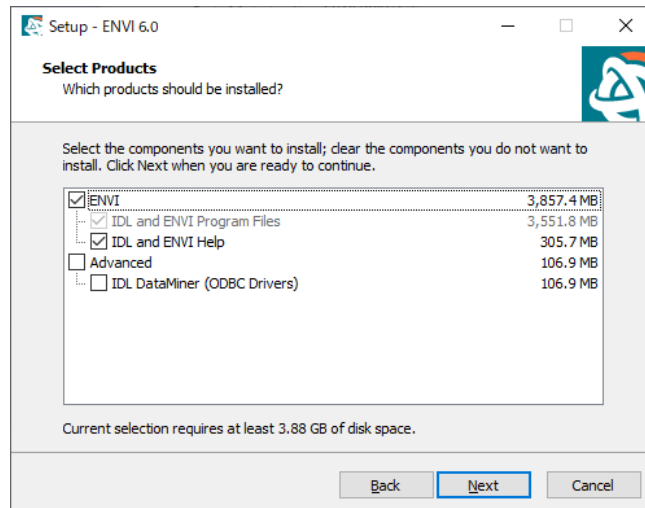 Setup - ENVI 6.0
Select Products
Which products should be installed?
Select the components you want to install; clear the components you do not want to
install. Click Next when you are ready to continue.
ENVI 3,857.4 MB
IDL and ENVI Program Files 3,551.8 MB
IDL and ENVI Help 305.7 MB
Advanced 106.9 MB
IDL DataMiner (ODBC Drivers) 106.9 MB
Current selection requires at least 3.88 GB of disk space.
Back Next Cancel